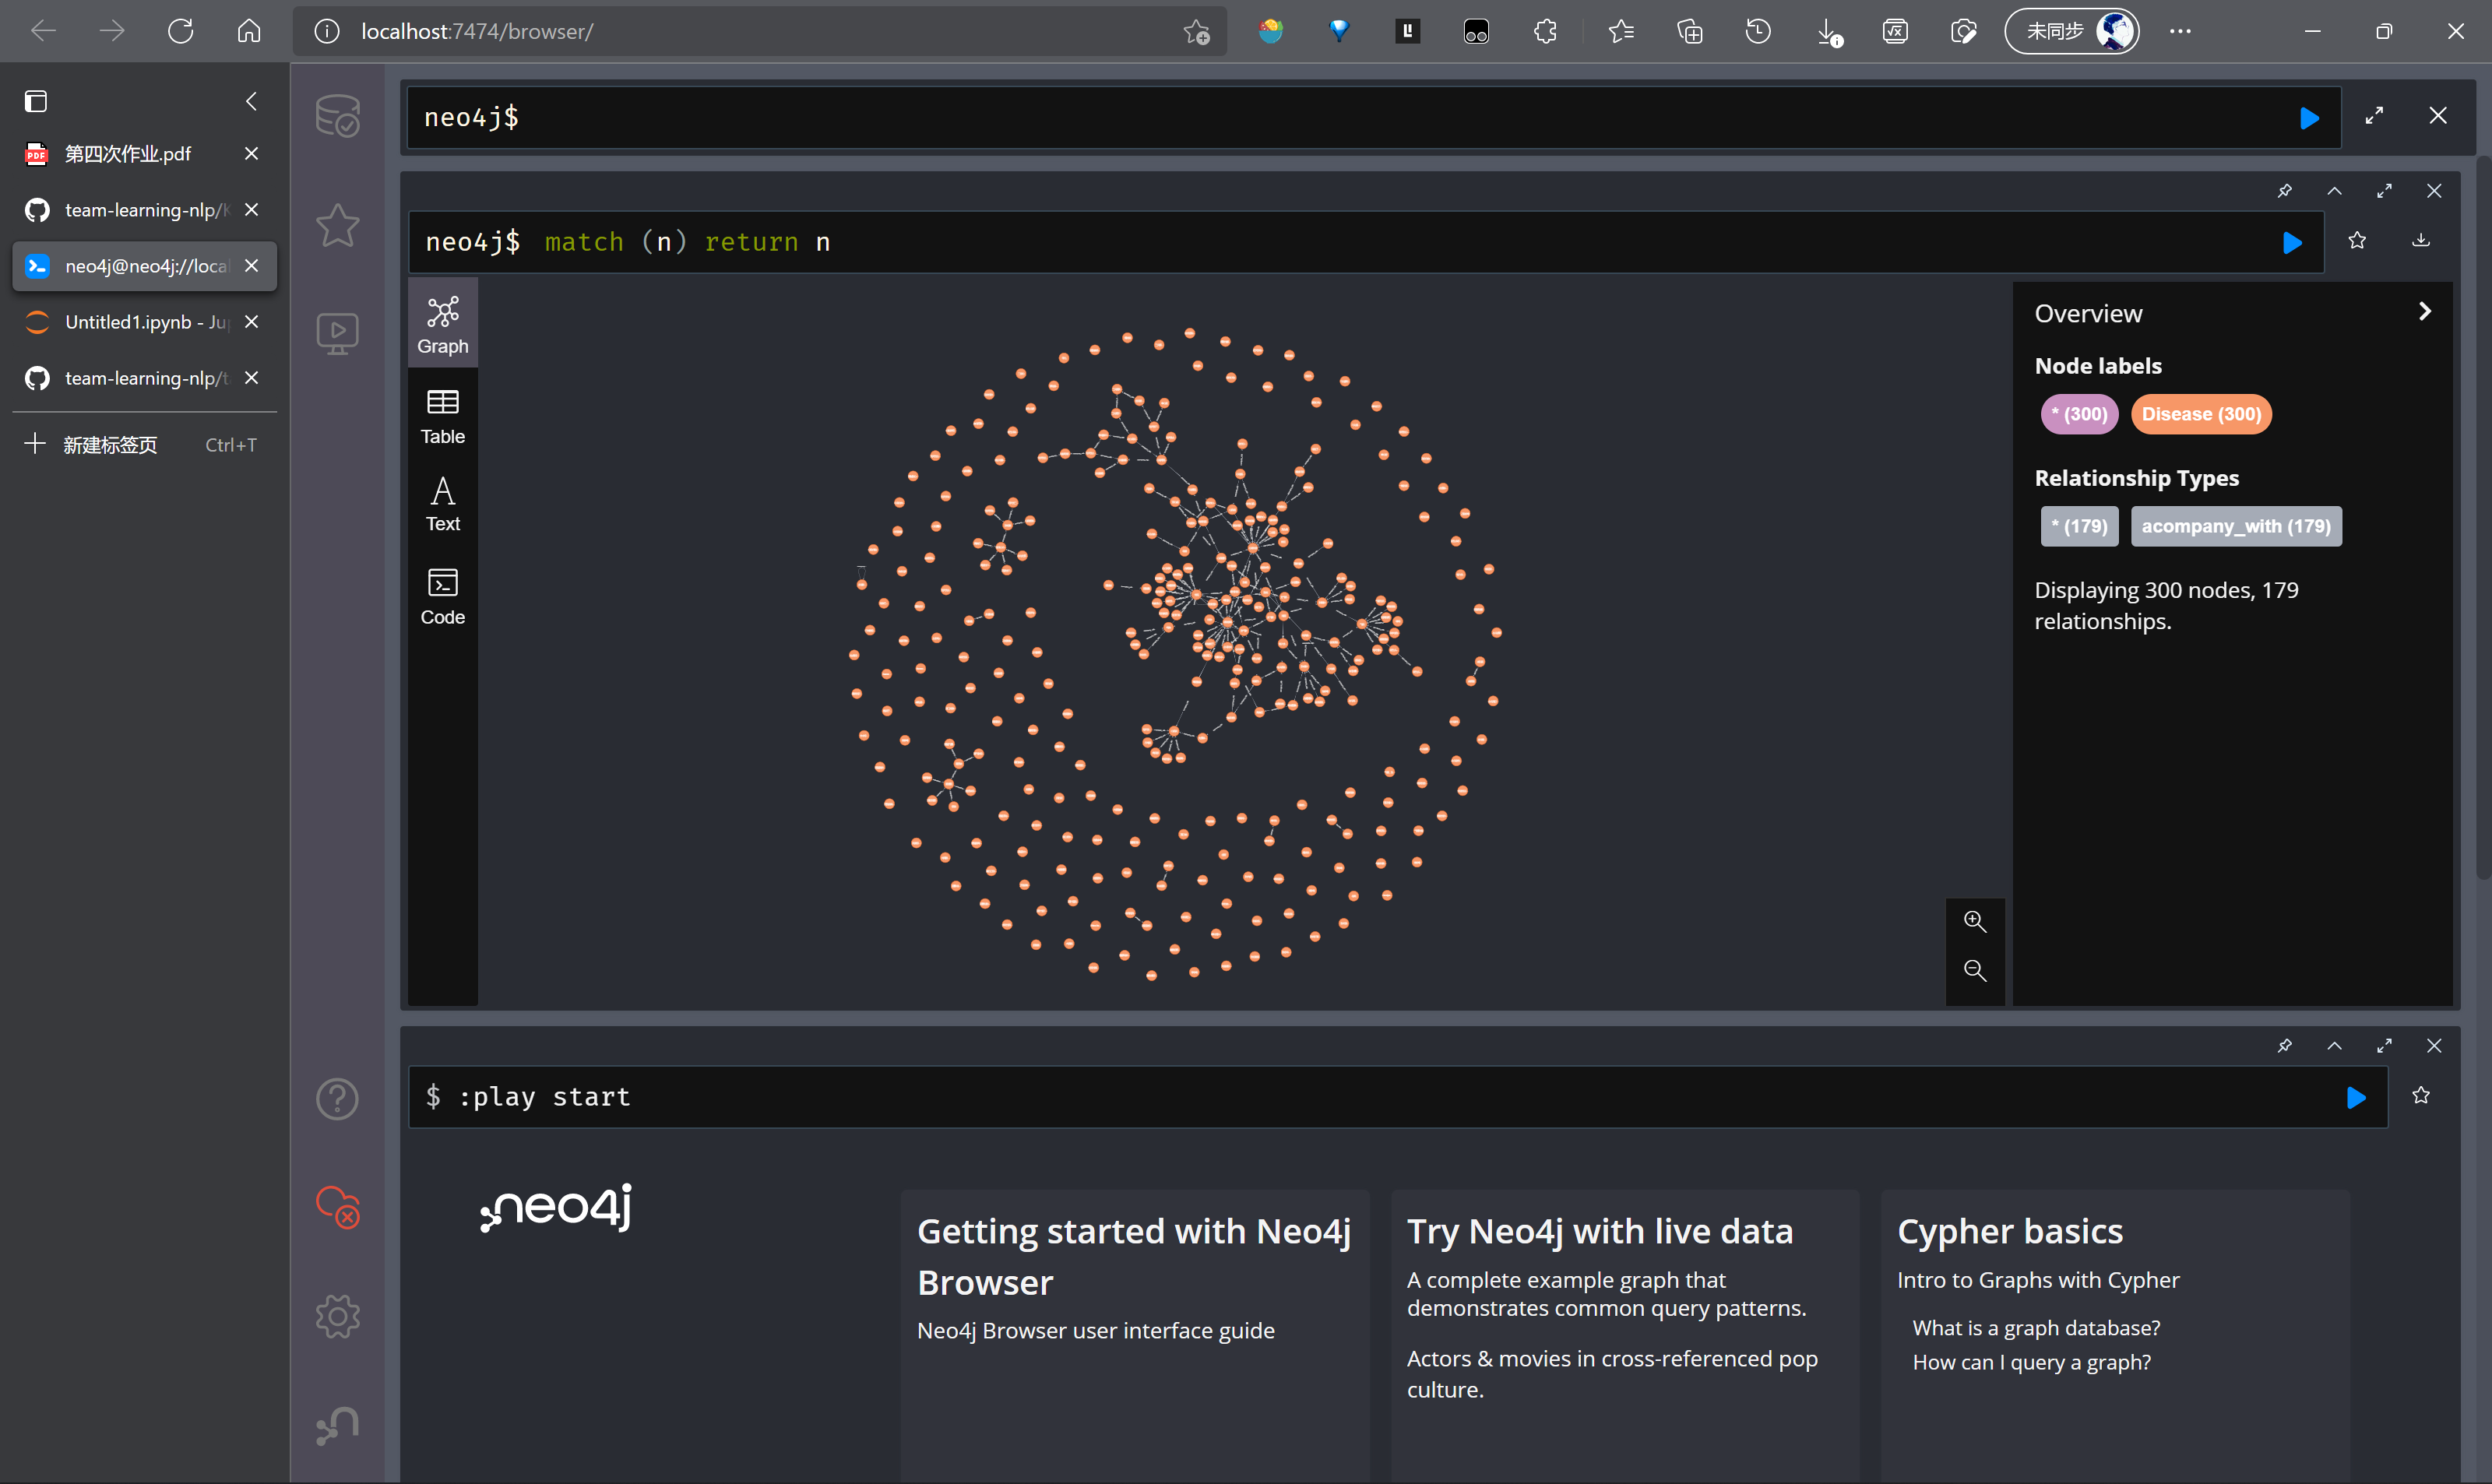 localhost:7474/browser/
未同步
第四次作业.pdf
team-learning-nlp/
neo4j@neo4j://loca
Untitled1.ipynb - Ju
team-learning-nlp/t
新建标签页 Ctrl+T
neo4j$
neo4j$ match (n) return n
Graph
Table
Text
Code
Overview
Node labels
* (300) Disease (300)
Relationship Types
* (179) acompany_with (179)
Displaying 300 nodes, 179
relationships.
$ :play start
neo4j
Getting started with Neo4j
Browser
Neo4j Browser user interface guide
Try Neo4j with live data
A complete example graph that
demonstrates common query patterns.
Actors & movies in cross-referenced pop
culture.
Cypher basics
Intro to Graphs with Cypher
What is a graph database?
How can I query a graph?